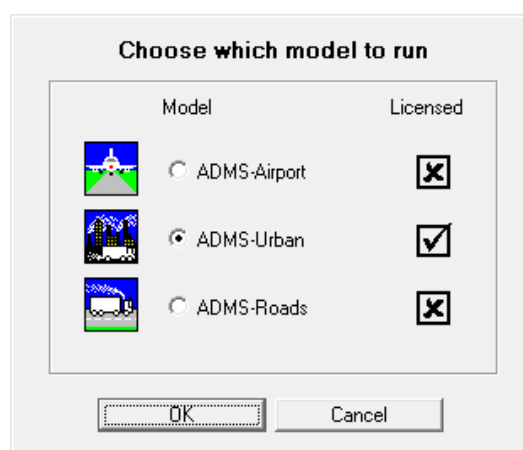 Choose which model to run
Model Licensed
ADMS-Airport
ADMS-Urban
ADMS-Roads
OK Cancel